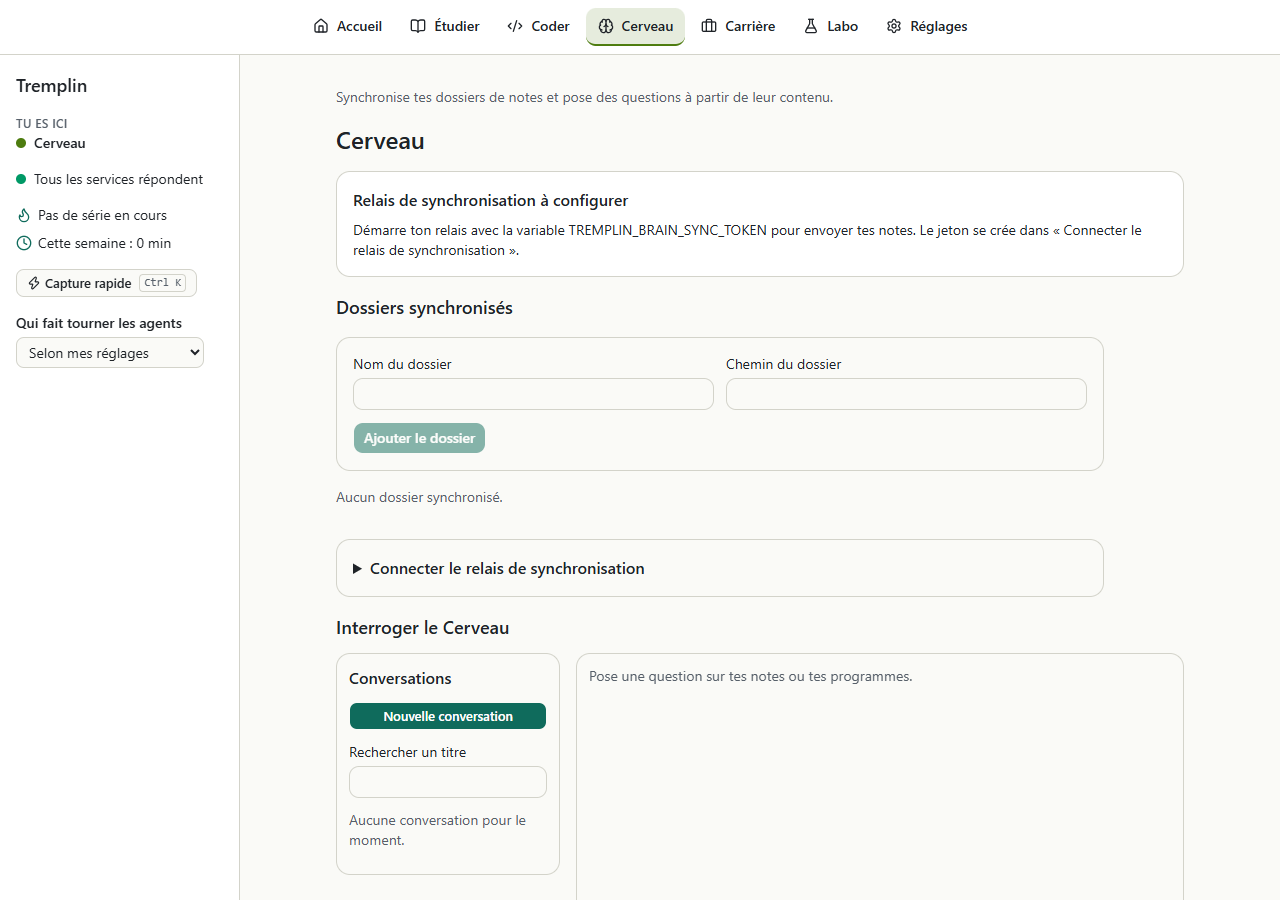 Accueil
Étudier
Coder
Cerveau
Carrière
Labo
Réglages
Tremplin
TU ES ICI
Cerveau
Tous les services répondent
Pas de série en cours
Cette semaine : 0 min
Capture rapide Ctrl K
Qui fait tourner les agents
Selon mes réglages
Synchronise tes dossiers de notes et pose des questions à partir de leur contenu.
Cerveau
Relais de synchronisation à configurer
Démarre ton relais avec la variable TREMPLIN_BRAIN_SYNC_TOKEN pour envoyer tes notes. Le jeton se crée dans « Connecter le
relais de synchronisation ».
Dossiers synchronisés
Nom du dossier
Chemin du dossier
Ajouter le dossier
Aucun dossier synchronisé.
Connecter le relais de synchronisation
Interroger le Cerveau
Conversations
Nouvelle conversation
Rechercher un titre
Aucune conversation pour le
moment.
Pose une question sur tes notes ou tes programmes.